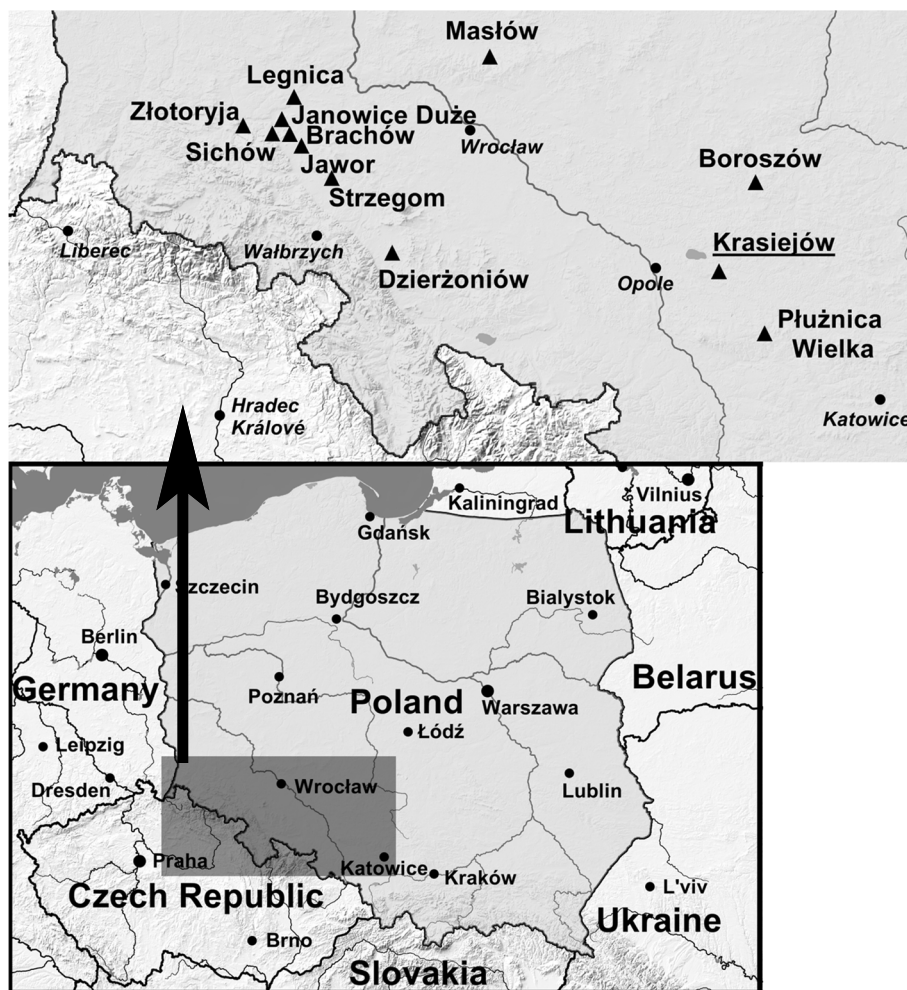 Masłów
Legnica
Złotoryja
Janowice Duże
Brachów
Sichów
Wrocław
Jawor
Boroszów
Strzegom
Krasiejów
Liberec
Wałbrzych
Dzierżoniów
Opole
Płużnica
Wielka
Hradec
Králové
Katowice
Kaliningrad
Vilnius
Lithuania
Gdańsk
Szczecin
Bydgoszcz
Bialystok
Berlin
Belarus
Germany
Poznań
Poland
Warszawa
Łódź
Leipzig
Dresden
Wrocław
Lublin
Praha
Katowice
Kraków
L'viv
Czech Republic
Ukraine
Brno
Slovakia